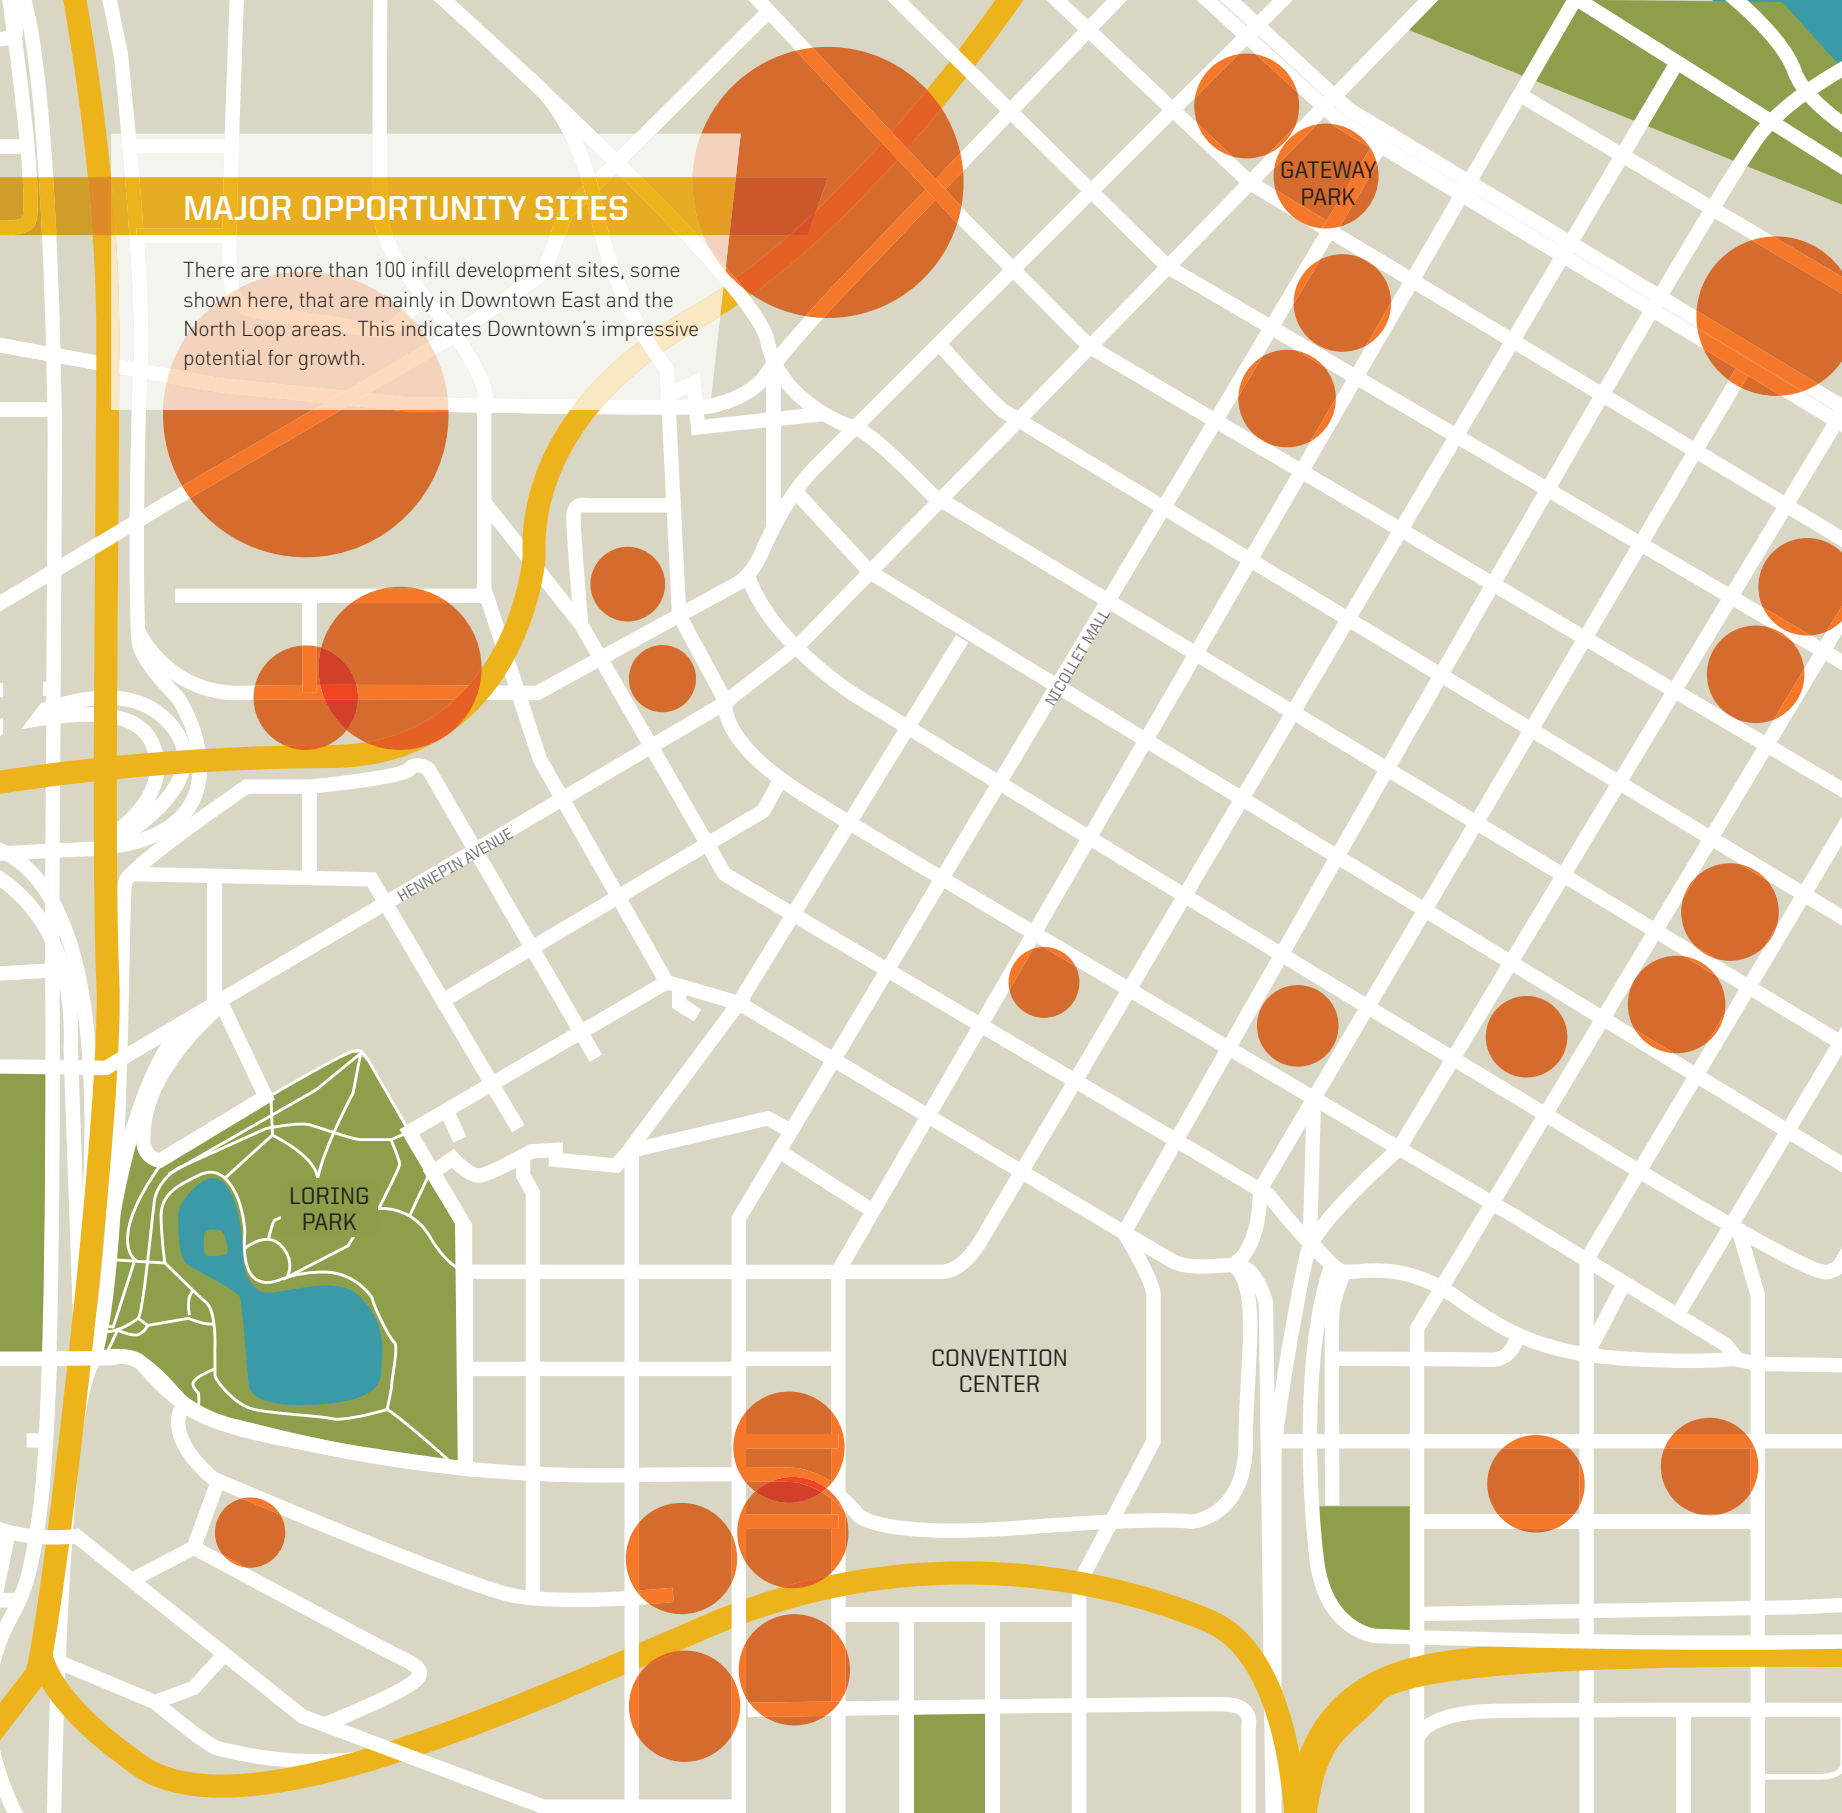 MAJOR OPPORTUNITY SITES
There are more than 100 infill development sites, some
shown here, that are mainly in Downtown East and the
North Loop areas.  This indicates Downtown’s impressive
potential for growth.
GATEWAY
PARK
NICOLLET MALL
HENNEPIN AVENUE
LORING
PARK
CONVENTION
CENTER